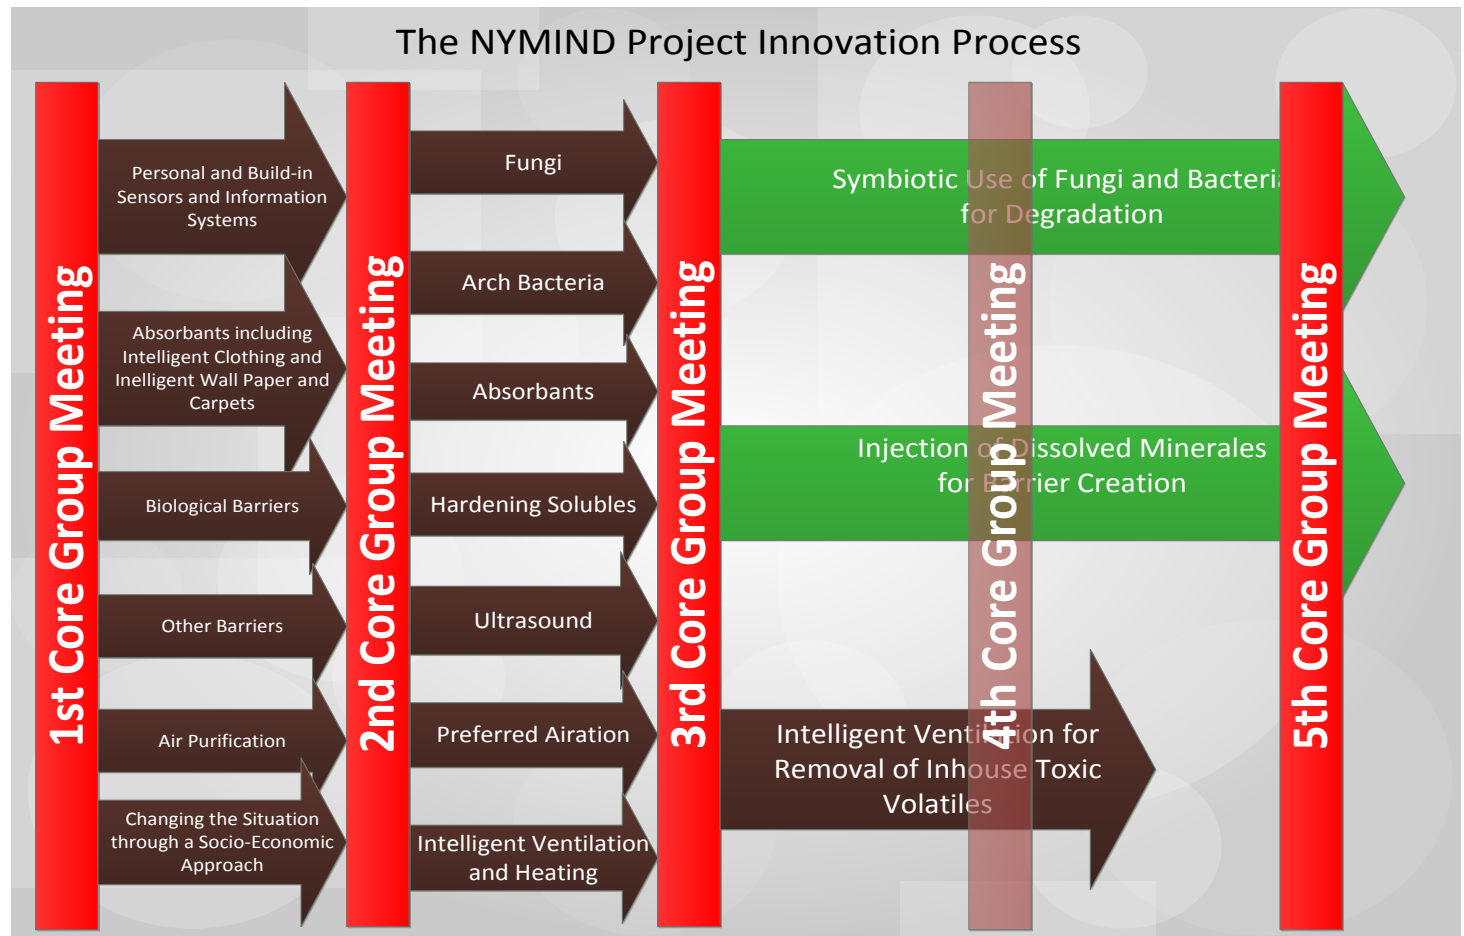 The NYMIND Project Innovation Process
1st Core Group Meeting
Personal and Build-in
Sensors and Information
Systems
Absorbants including
Intelligent Clothing and
Inelligent Wall Paper and
Carpets
Biological Barriers
Other Barriers
Air Purification
Changing the Situation
through a Socio-Economic
Approach
2nd Core Group Meeting
Fungi
Arch Bacteria
Absorbants
Hardening Solubles
Ultrasound
Preferred Airation
Intelligent Ventilation
and Heating
3rd Core Group Meeting
Symbiotic Use of Fungi and Bacteri
for Degradation
Injection of Dissolved Minerales
for Barrier Creation
Intelligent Ventilation for
Removal of Inhouse Toxic
Volatiles
4th Core Group Meeting
5th Core Group Meeting